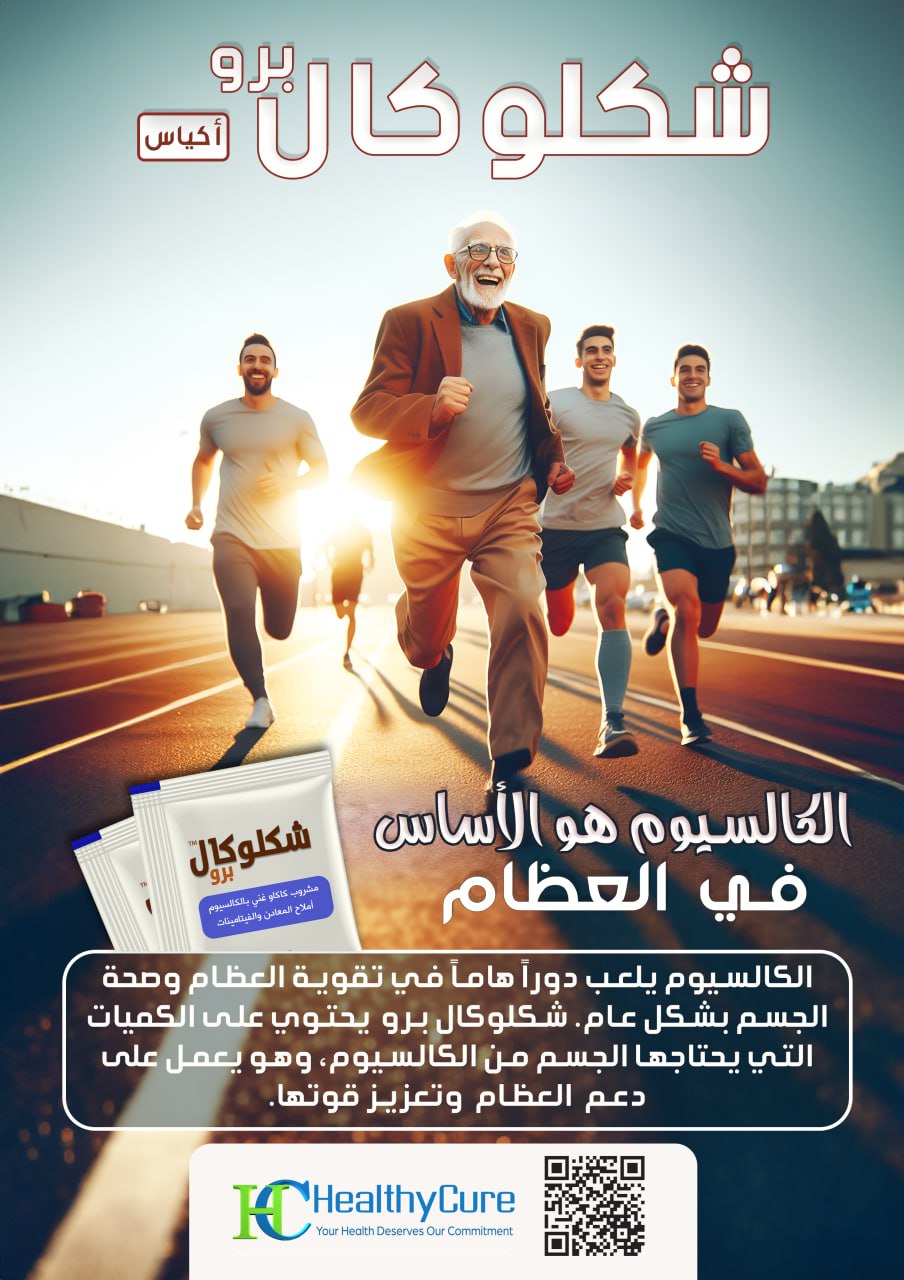 شكلوكال برو
أكياس
شكلوكال™
برو
مشروب كاكاو غني بالكالسيوم
أملاح المعادن والفيتامينات
الكالسيوم هو الأساس
في العظام
الكالسيوم يلعب دوراً هاماً في تقوية العظام وصحة
الجسم بشكل عام. شكلوكال برو يحتوي على الكميات
التي يحتاجها الجسم من الكالسيوم، وهو يعمل على
دعم العظام وتعزيز قوتها.
HC HealthyCure
Your Health Deserves Our Commitment